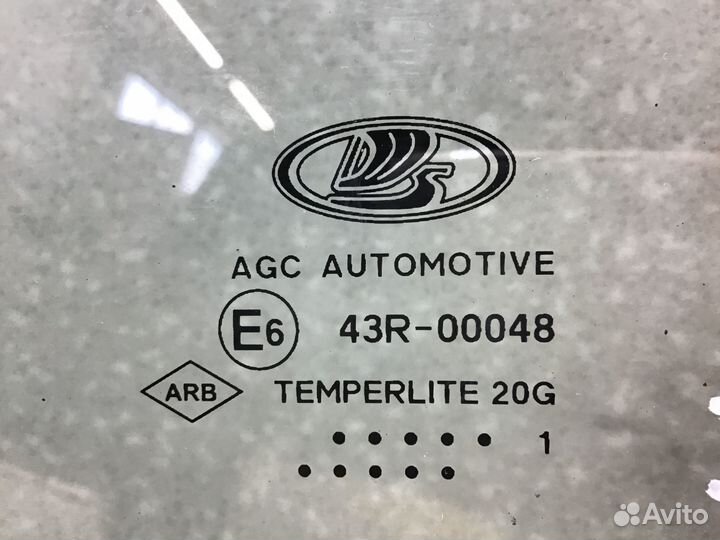 AGC AUTOMOTIVE
E6 43R-00048
ARB TEMPERLITE 20G
••••• 1
•••••
Avito